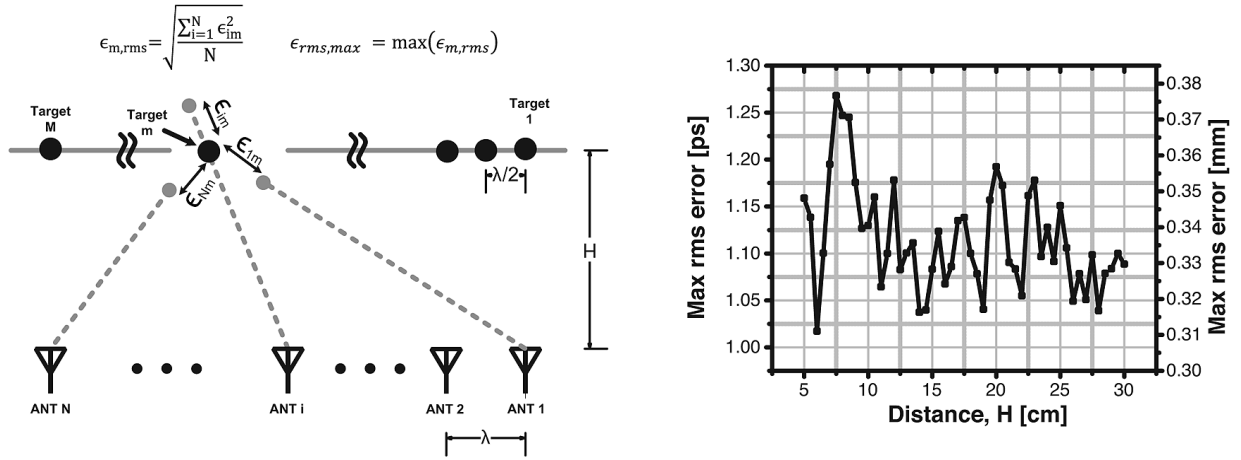 ϵm,rms=√(∑i=1^N ϵ²im / N)
ϵrms,max = max(ϵm,rms)
Target
M
Target
m
Target
1
ϵim
ϵ1m
ϵNm
λ/2
H
ANT N
ANT i
ANT 2
ANT 1
λ
Max rms error [ps]
1.30
1.25
1.20
1.15
1.10
1.05
1.00
5
10
15
20
25
30
Distance, H [cm]
0.38
0.37
0.36
0.35
0.34
0.33
0.32
0.31
0.30
Max rms error [mm]